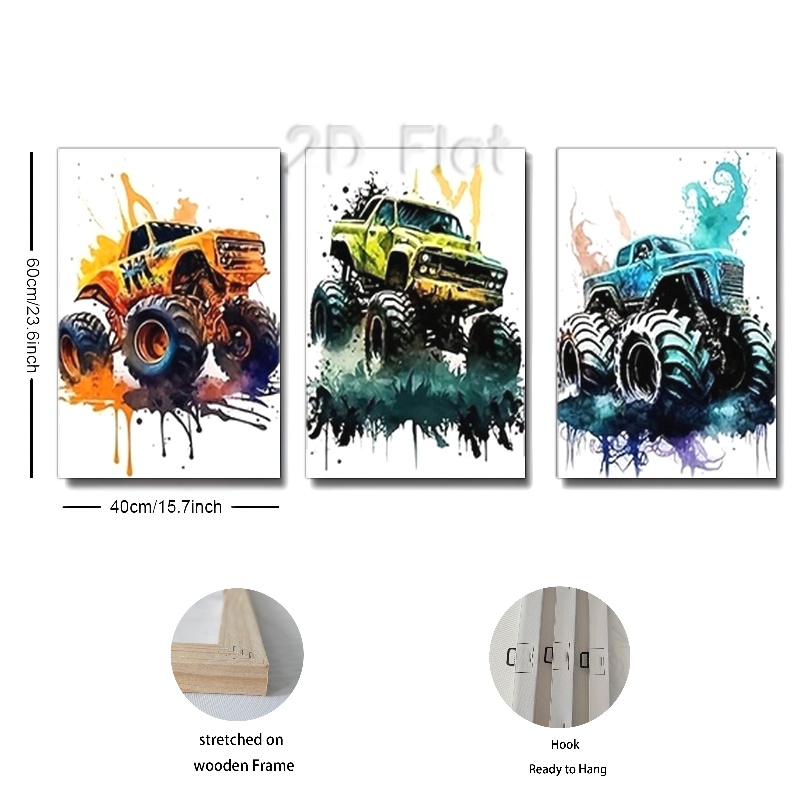 2D Flat
60cm/23.6inch
40cm/15.7inch
stretched on
wooden Frame
Hook
Ready to Hang